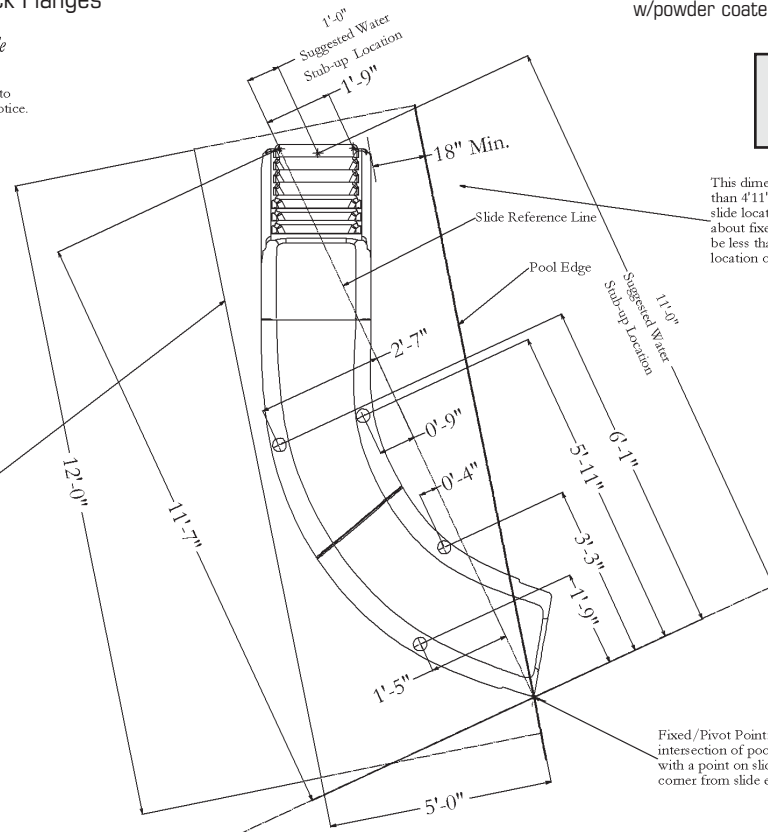 Flanges
w/powder coate
to
otice.
1'-0"
Suggested Water
Stub-up Location
1'-9"
18" Min.
This dime
than 4'11"
slide locat
about fixe
be less tha
location o
Slide Reference Line
Pool Edge
11'-0"
Suggested Water
Stub-up Location
2'-7"
0'-9"
0'-4"
6'-1"
5'-11"
3'-3"
1'-9"
12'-0"
11'-7"
1'-5"
5'-0"
Fixed/Pivot Point:
intersection of poo
with a point on slid
corner from slide e